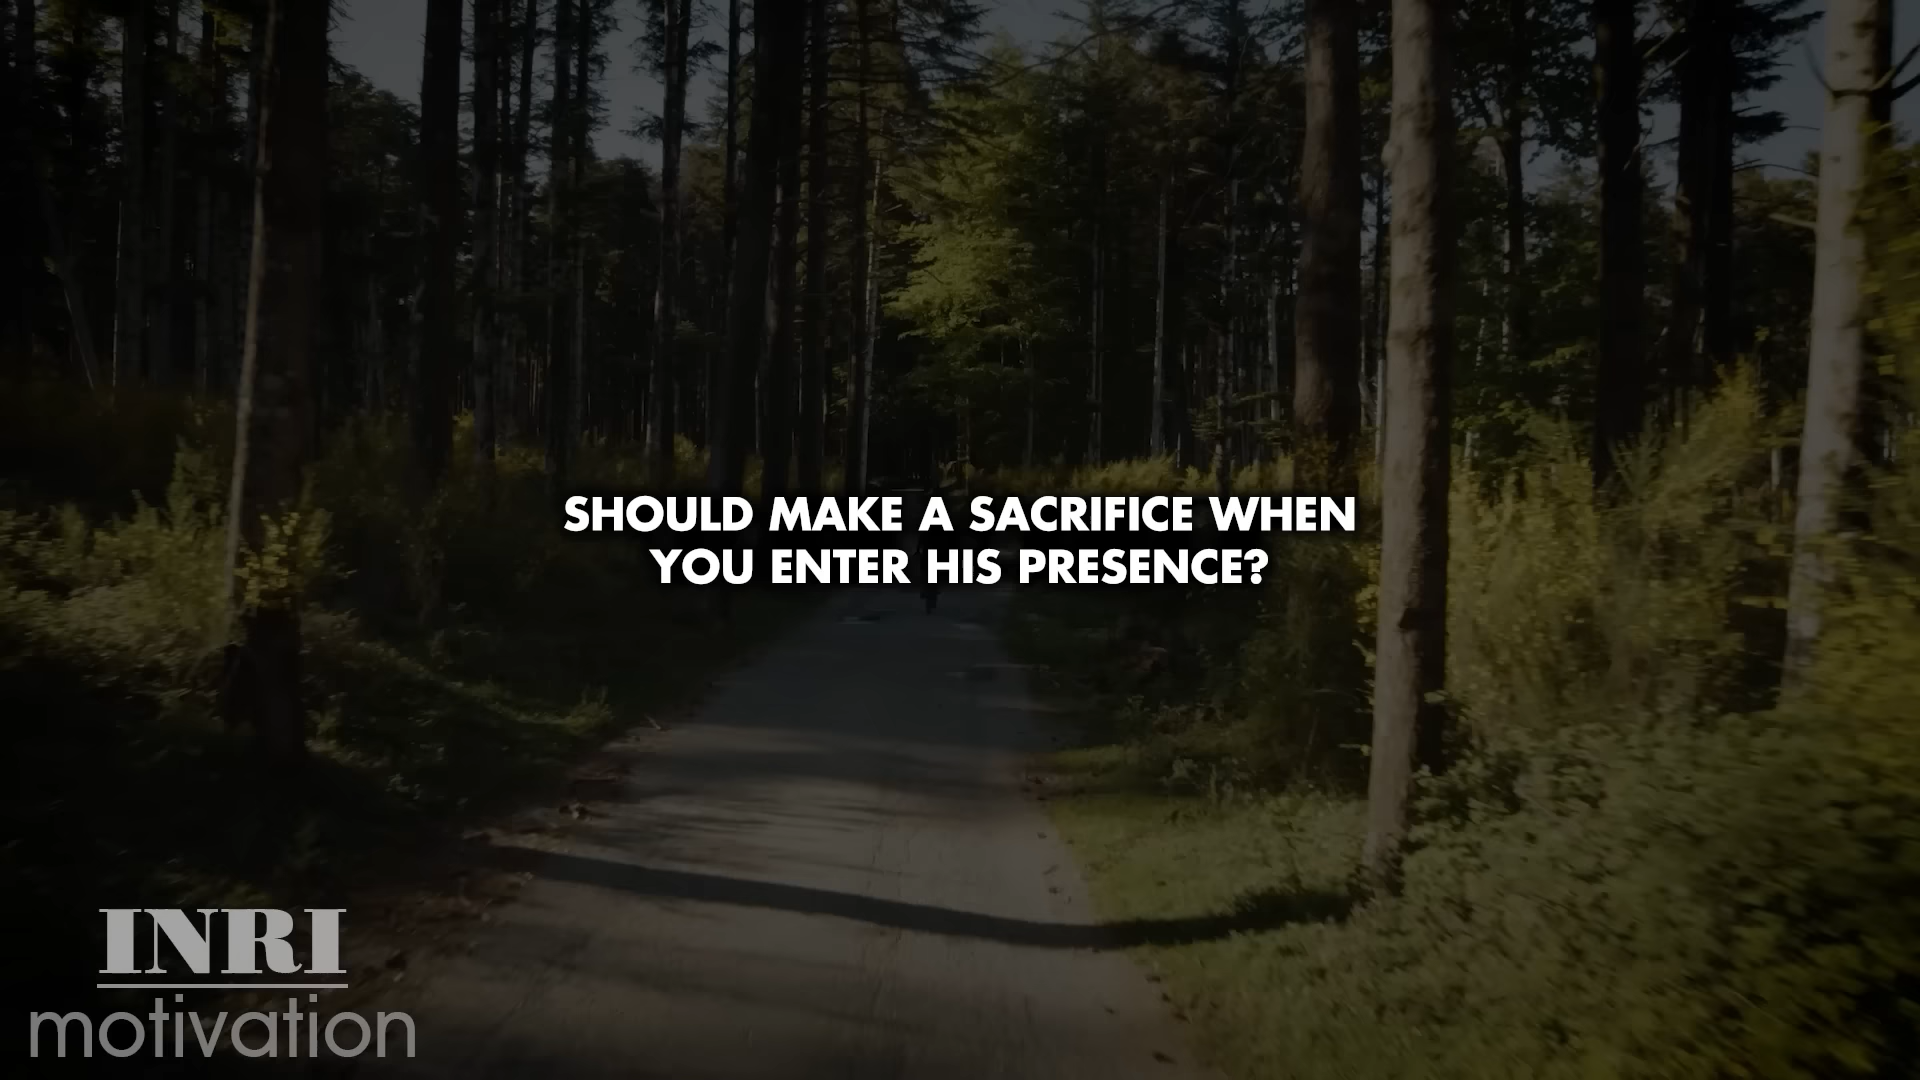 SHOULD MAKE A SACRIFICE WHEN
YOU ENTER HIS PRESENCE?
INRI
motivation